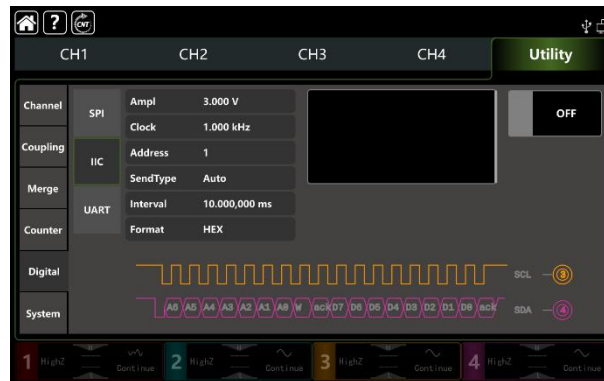 ? CNT
CH1 CH2 CH3 CH4 Utility
Channel
Coupling
Merge
Counter
Digital
System
SPI
IIC
UART
Ampl 3.000 V
Clock 1.000 kHz
Address 1
SendType Auto
Interval 10.000,000 ms
Format HEX
OFF
SCL 3
A6 A5 A4 A3 A2 A1 A0 W ack D7 D6 D5 D4 D3 D2 D1 D0 ack SDA 4
1 HighZ Continue 2 HighZ Continue 3 HighZ Continue 4 HighZ Continue